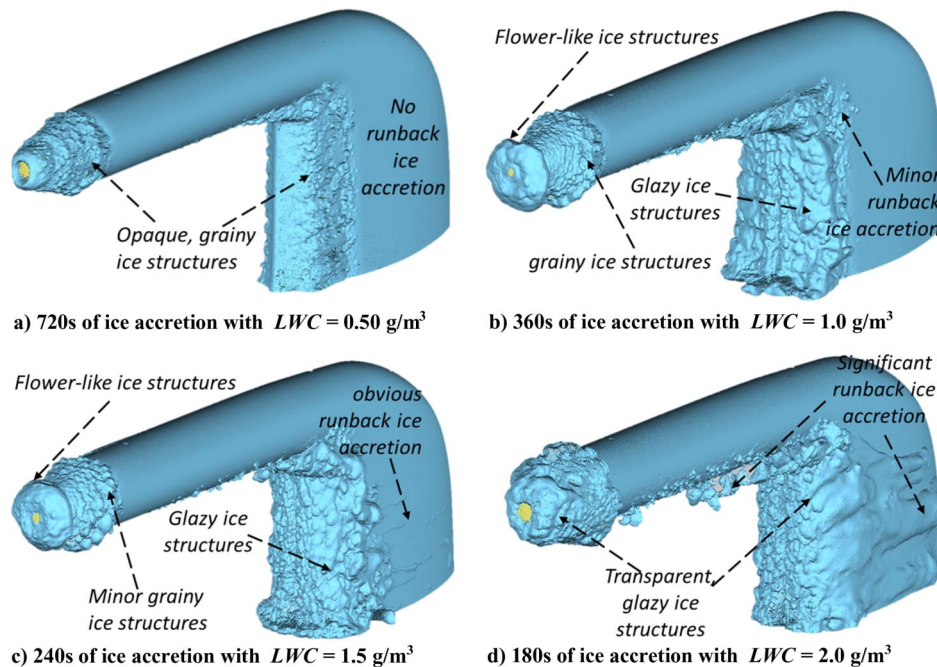 Flower-like ice structures
No
runback
ice
accretion
Opaque, grainy
ice structures
Glazy ice
structures
Minor
runback
ice accretion
grainy ice structures
a) 720s of ice accretion with LWC = 0.50 g/m³
b) 360s of ice accretion with LWC = 1.0 g/m³
Flower-like ice structures
obvious
runback ice
accretion
Significant
runback ice
accretion
Glazy ice
structures
Minor grainy
ice structures
Transparent,
glazy ice
structures
c) 240s of ice accretion with LWC = 1.5 g/m³
d) 180s of ice accretion with LWC = 2.0 g/m³